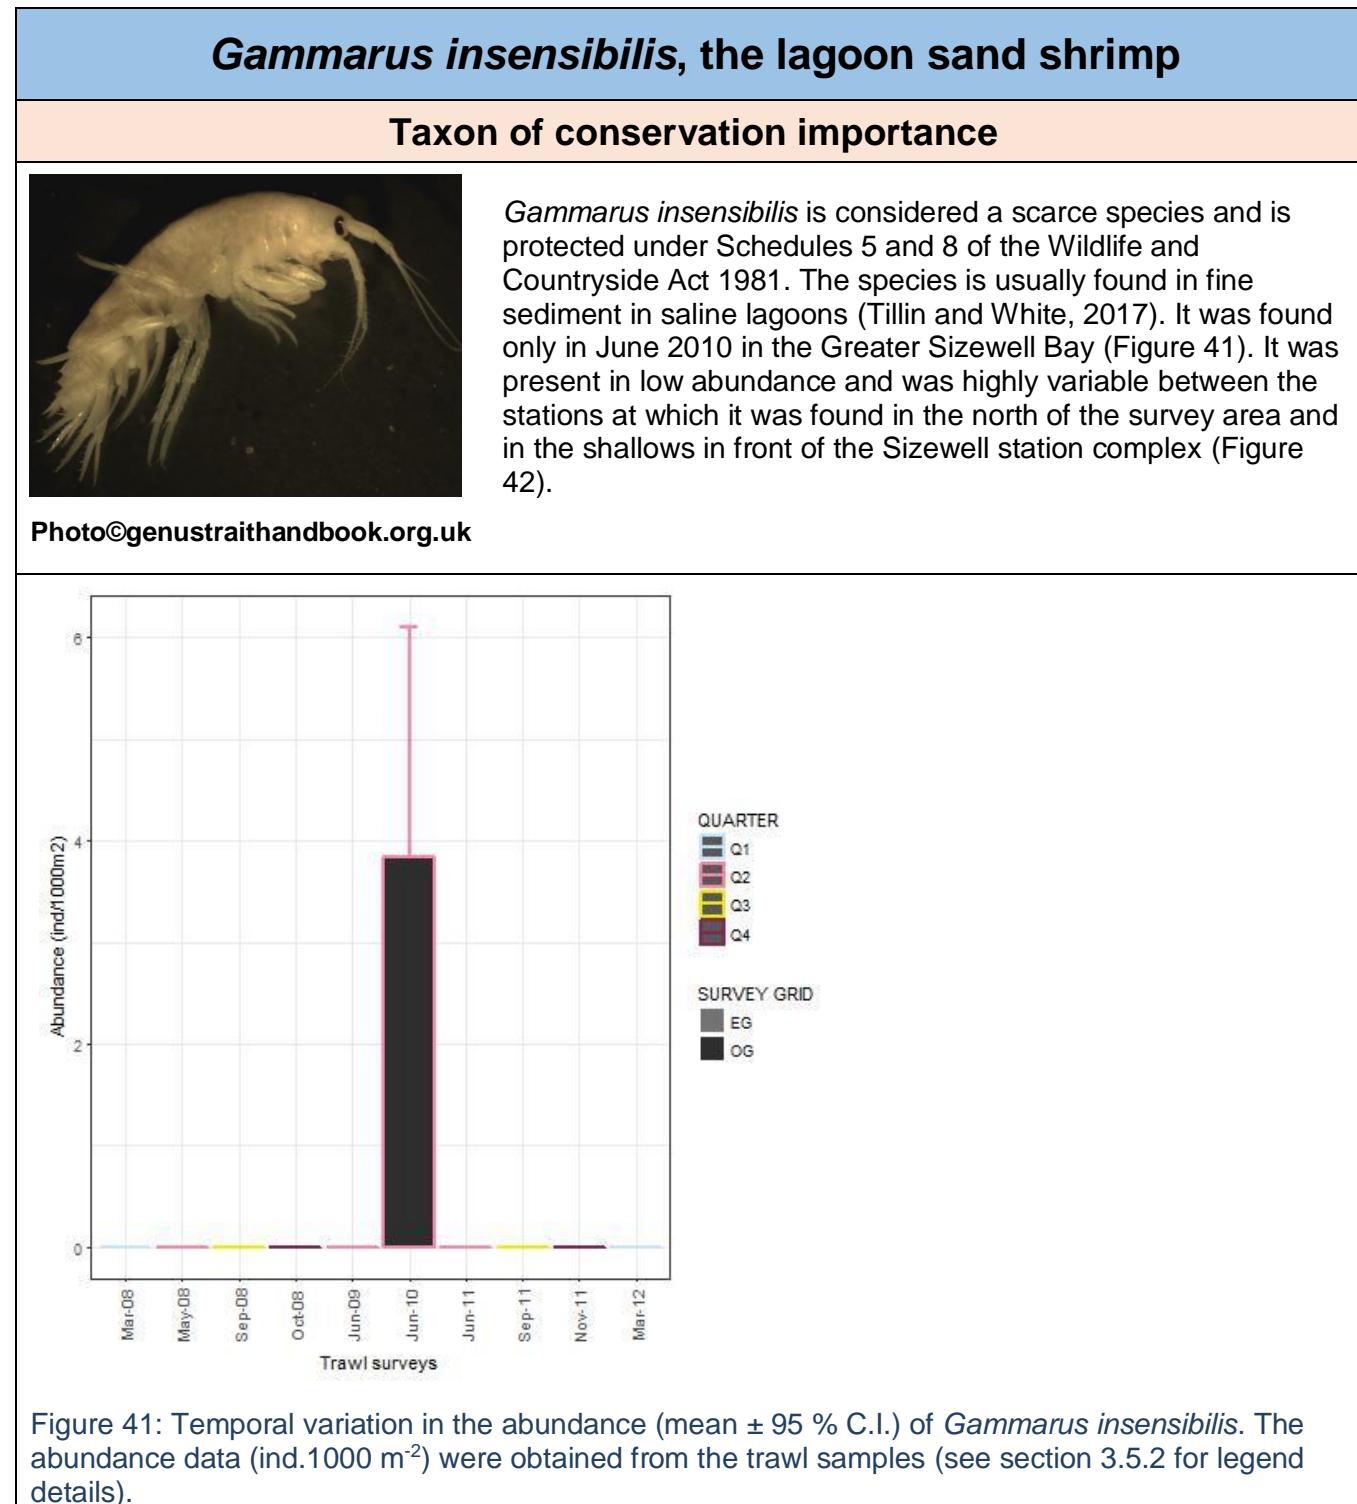 Gammarus insensibilis, the lagoon sand shrimp
Taxon of conservation importance
Gammarus insensibilis is considered a scarce species and is
protected under Schedules 5 and 8 of the Wildlife and
Countryside Act 1981. The species is usually found in fine
sediment in saline lagoons (Tillin and White, 2017). It was found
only in June 2010 in the Greater Sizewell Bay (Figure 41). It was
present in low abundance and was highly variable between the
stations at which it was found in the north of the survey area and
in the shallows in front of the Sizewell station complex (Figure
42).
Photo©genustraithandbook.org.uk
6
4
2
0
Abundance (ind/1000m2)
Mar-08
May-08
Sep-08
Oct-08
Jun-09
Jun-10
Jun-11
Sep-11
Nov-11
Mar-12
Trawl surveys
QUARTER
Q1
Q2
Q3
Q4
SURVEY GRID
EG
OG
Figure 41: Temporal variation in the abundance (mean ± 95 % C.I.) of Gammarus insensibilis. The
abundance data (ind.1000 m⁻²) were obtained from the trawl samples (see section 3.5.2 for legend
details).